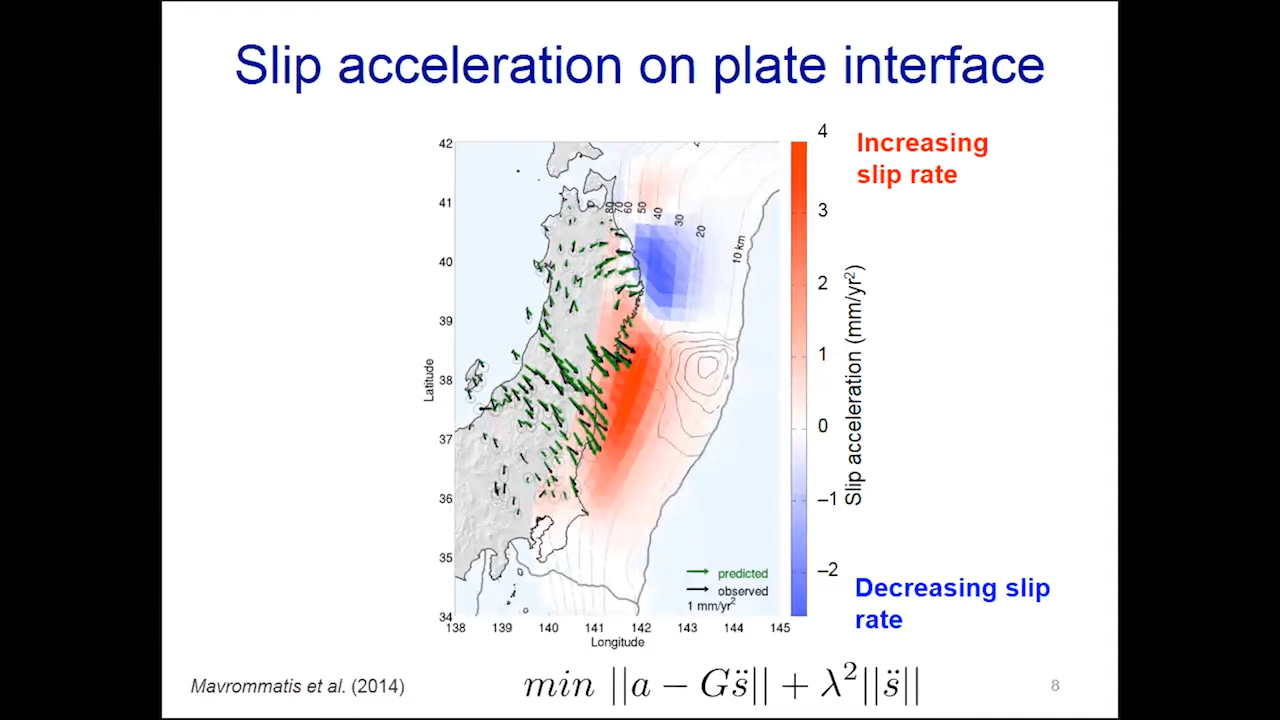 Slip acceleration on plate interface
42
41
40
39
38
37
36
35
34
Latitude
138 139 140 141 142 143 144 145
Longitude
80 70 60 50 40 30 20 10 km
predicted
observed
1 mm/yr²
4
3
2
1
0
−1
−2
Slip acceleration (mm/yr²)
Increasing
slip rate
Decreasing slip
rate
Mavrommatis et al. (2014)
min ||a − Gs̈|| + λ²||s̈||
8